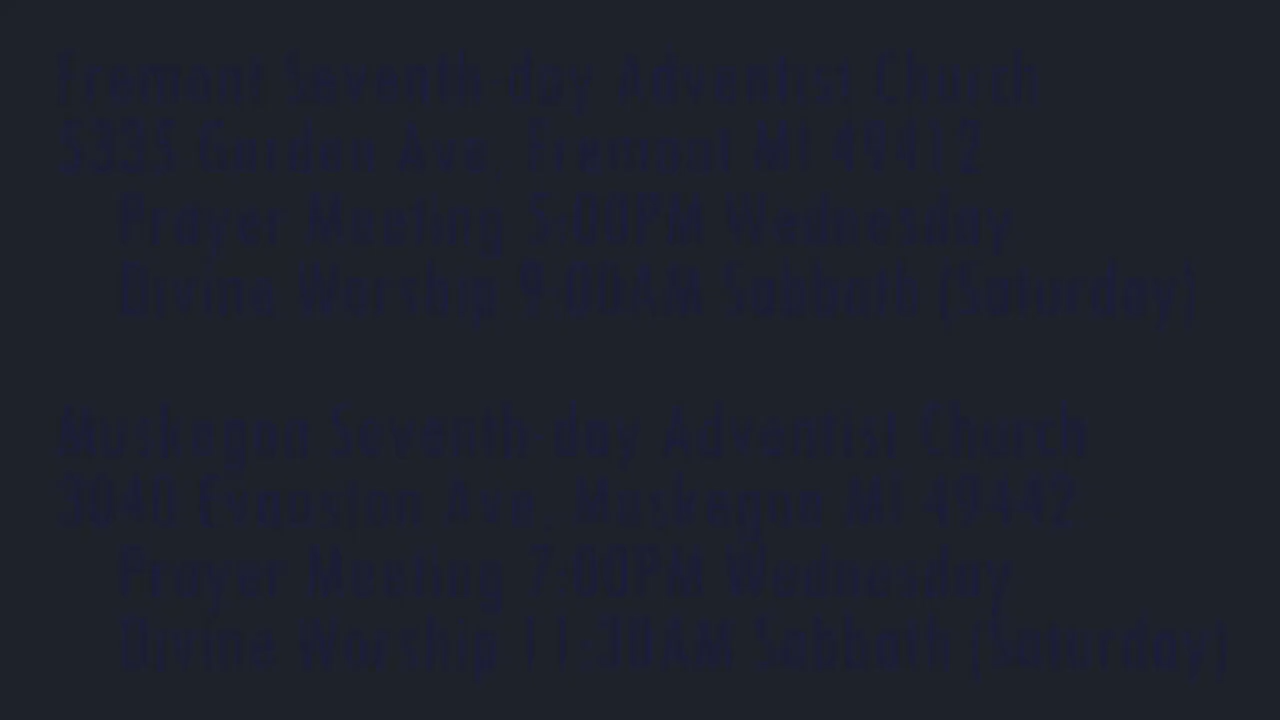 Fremont Seventh-day Adventist Church
5335 Garden Ave, Fremont MI 49412
Prayer Meeting 5:00PM Wednesday
Divine Worship 9:00AM Sabbath (Saturday)
Muskegon Seventh-day Adventist Church
Evanston Ave, Muskegon MI 49442
Prayer Meeting 7:00PM Wednesday
Divine Worship 11:30AM Sabbath (Saturday)